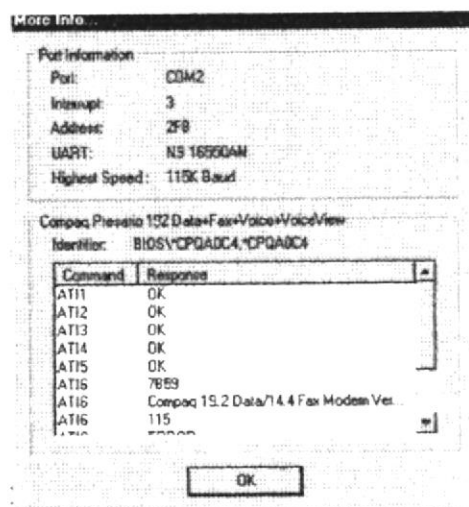 More Info...
Port Information
Port: COM2
Interrupt: 3
Address: 2F8
UART: NS 16550AN
Highest Speed: 115K Baud
Compaq Presario 192 Data+Fax+Voice+VoiceView
Identifier: BIOS\*CPQA0C4,*CPQA0C4
Command Response
ATI1 OK
ATI2 OK
ATI3 OK
ATI4 OK
ATI5 OK
ATI6
ATI6 Compaq 19.2 Data/14.4 Fax Modem Ver...
ATI6 115
OK